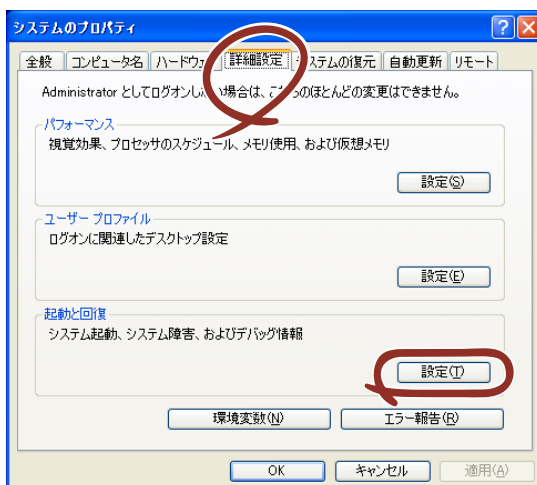 システムのプロパティ
全般 コンピュータ名 ハードウェ 詳細設定 システムの復元 自動更新 リモート
Administrator としてログオンしない場合は、こちらのほとんどの変更はできません。
パフォーマンス
視覚効果、プロセッサのスケジュール、メモリ使用、および仮想メモリ
設定(S)
ユーザー プロファイル
ログオンに関連したデスクトップ設定
設定(E)
起動と回復
システム起動、システム障害、およびデバッグ情報
設定(T)
環境変数(N) エラー報告(R)
OK キャンセル 適用(A)